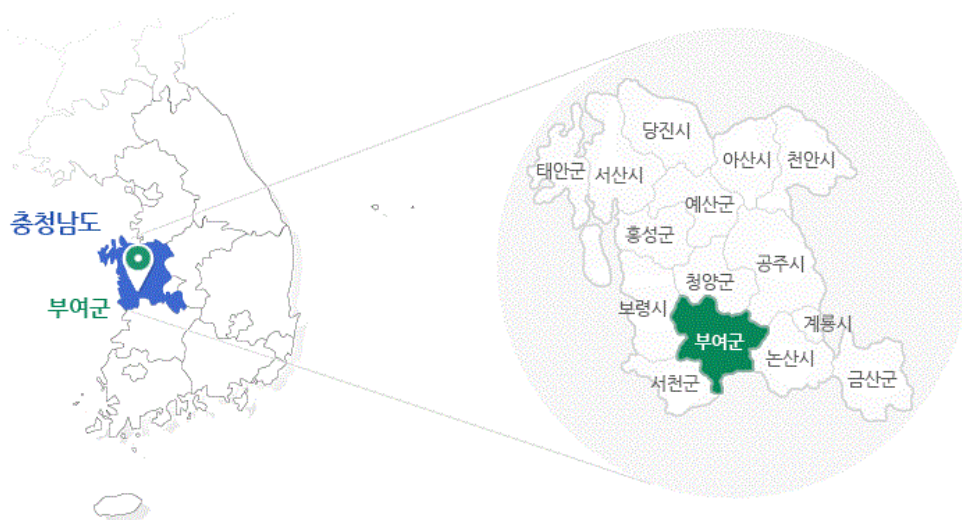 충청남도
부여군
당진시
아산시
천안시
태안군
서산시
예산군
홍성군
공주시
청양군
보령시
계룡시
부여군
논산시
서천군
금산군